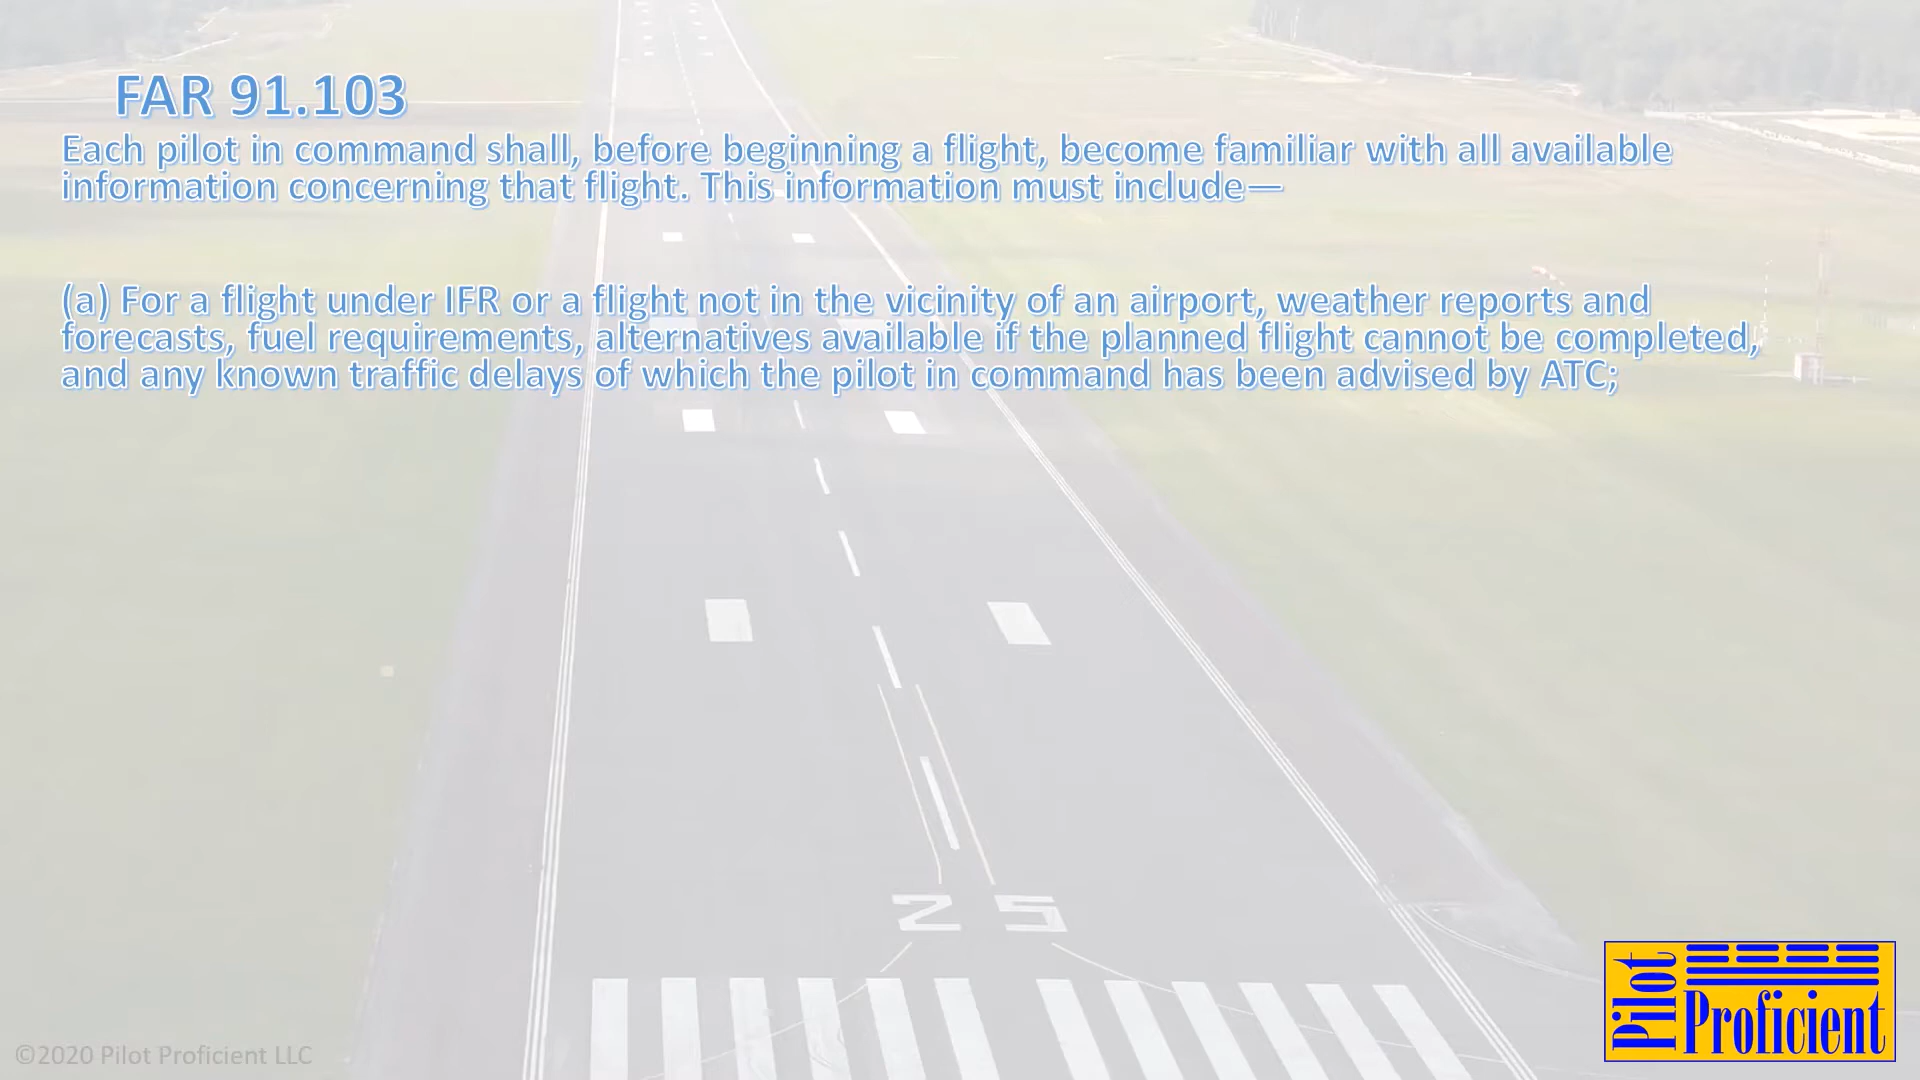 FAR 91.103
Each pilot in command shall, before beginning a flight, become familiar with all available
information concerning that flight. This information must include—
(a) For a flight under IFR or a flight not in the vicinity of an airport, weather reports and
forecasts, fuel requirements, alternatives available if the planned flight cannot be completed,
and any known traffic delays of which the pilot in command has been advised by ATC;
25
Pilot
Proficient
©2020 Pilot Proficient LLC